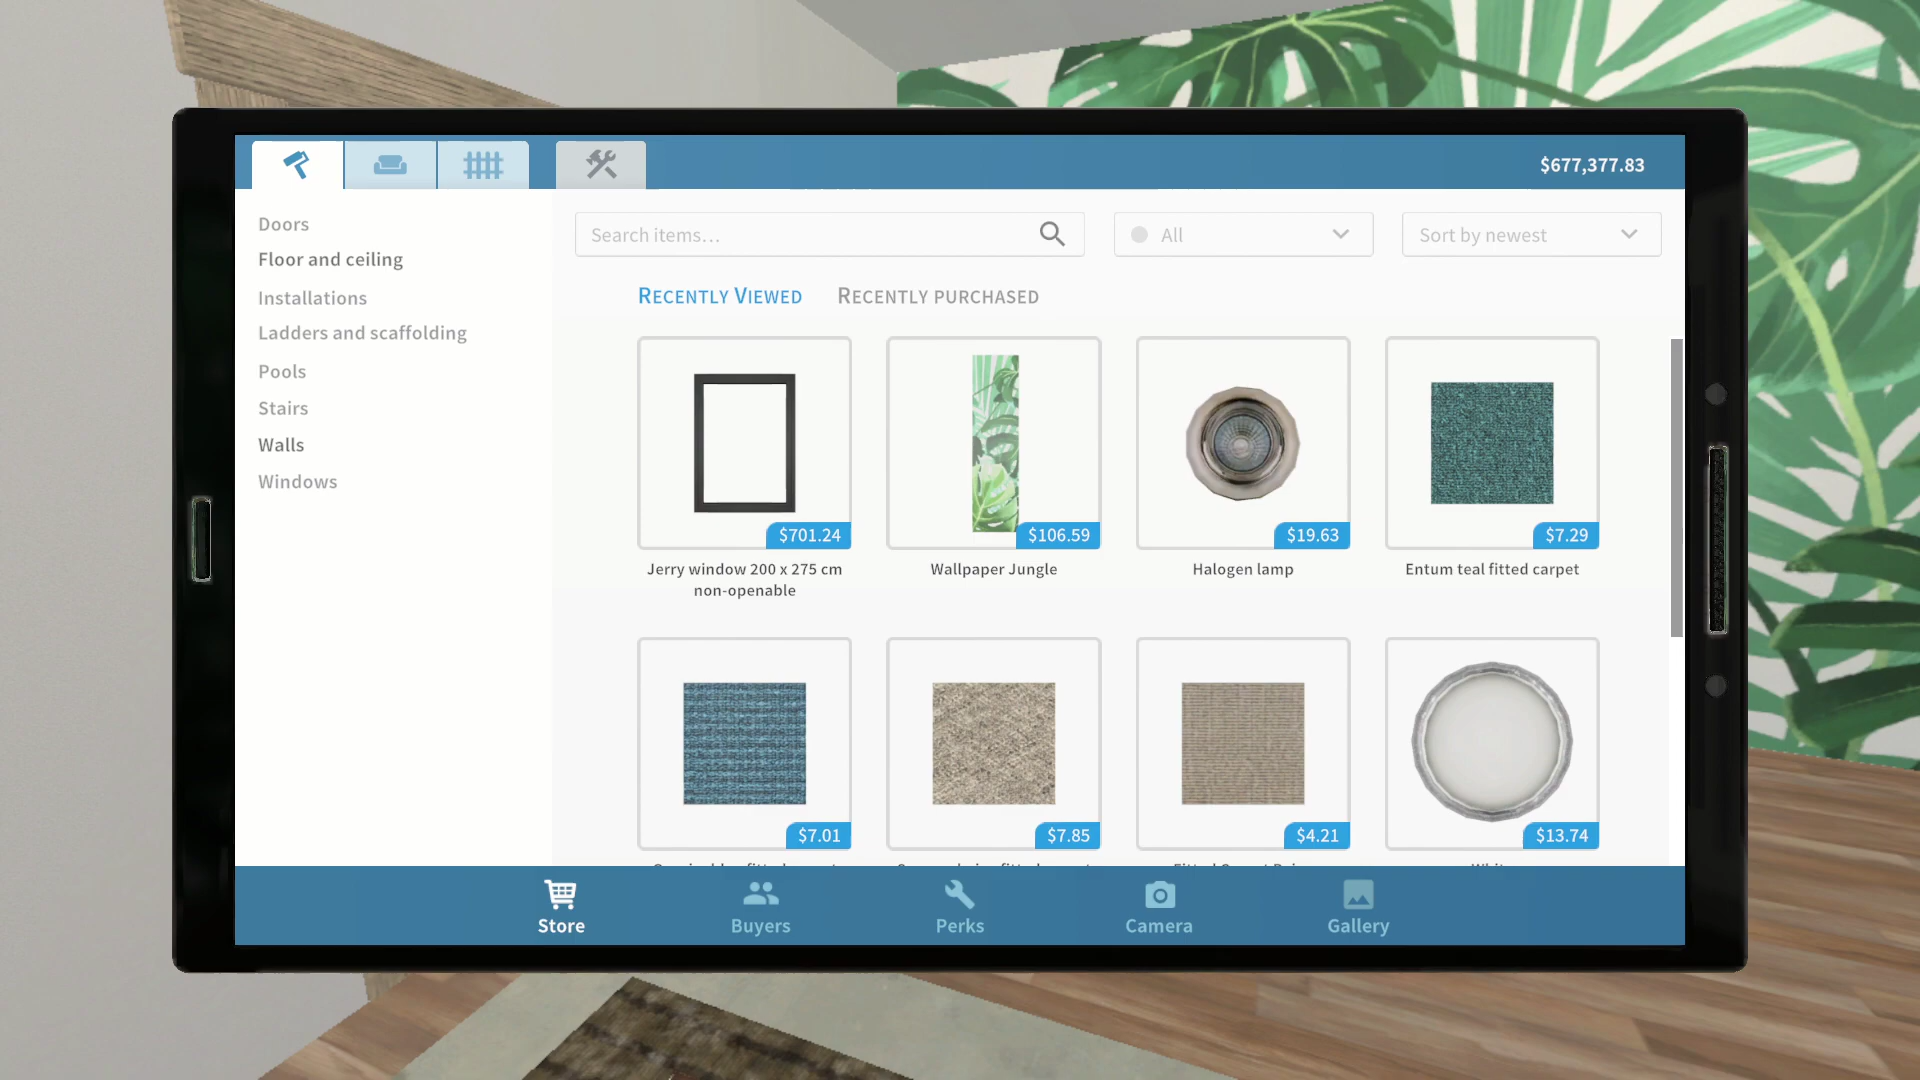 $677,377.83
Doors
Floor and ceiling
Installations
Ladders and scaffolding
Pools
Stairs
Walls
Windows
Search items...
All
Sort by newest
RECENTLY VIEWED
RECENTLY PURCHASED
$701.24
$106.59
$19.63
$7.29
Jerry window 200 x 275 cm
non-openable
Wallpaper Jungle
Halogen lamp
Entum teal fitted carpet
$7.01
$7.85
$4.21
$13.74
Store
Buyers
Perks
Camera
Gallery